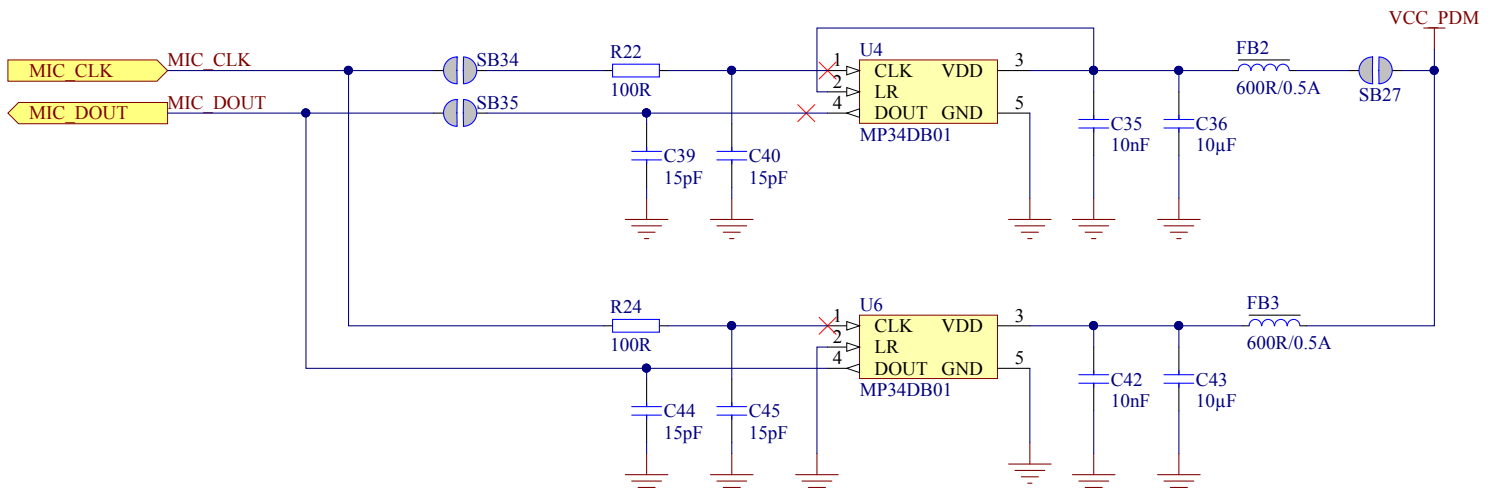 VCC_PDM
MIC_CLK
MIC_CLK
SB34
R22
100R
1
2
4
U4
CLK VDD
LR
DOUT GND
MP34DB01
3
5
FB2
600R/0.5A
SB27
MIC_DOUT
MIC_DOUT
SB35
C39
15pF
C40
15pF
C35
10nF
C36
10µF
R24
100R
1
2
4
U6
CLK VDD
LR
DOUT GND
MP34DB01
3
5
FB3
600R/0.5A
C44
15pF
C45
15pF
C42
10nF
C43
10µF